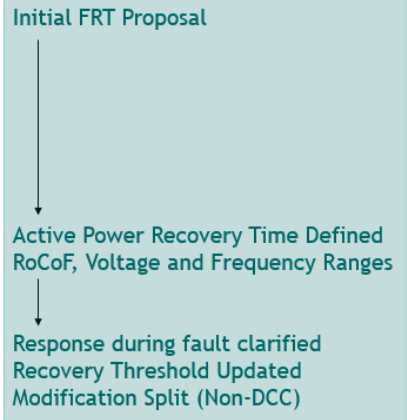 Initial FRT Proposal
Active Power Recovery Time Defined
RoCoF, Voltage and Frequency Ranges
Response during fault clarified
Recovery Threshold Updated
Modification Split (Non-DCC)